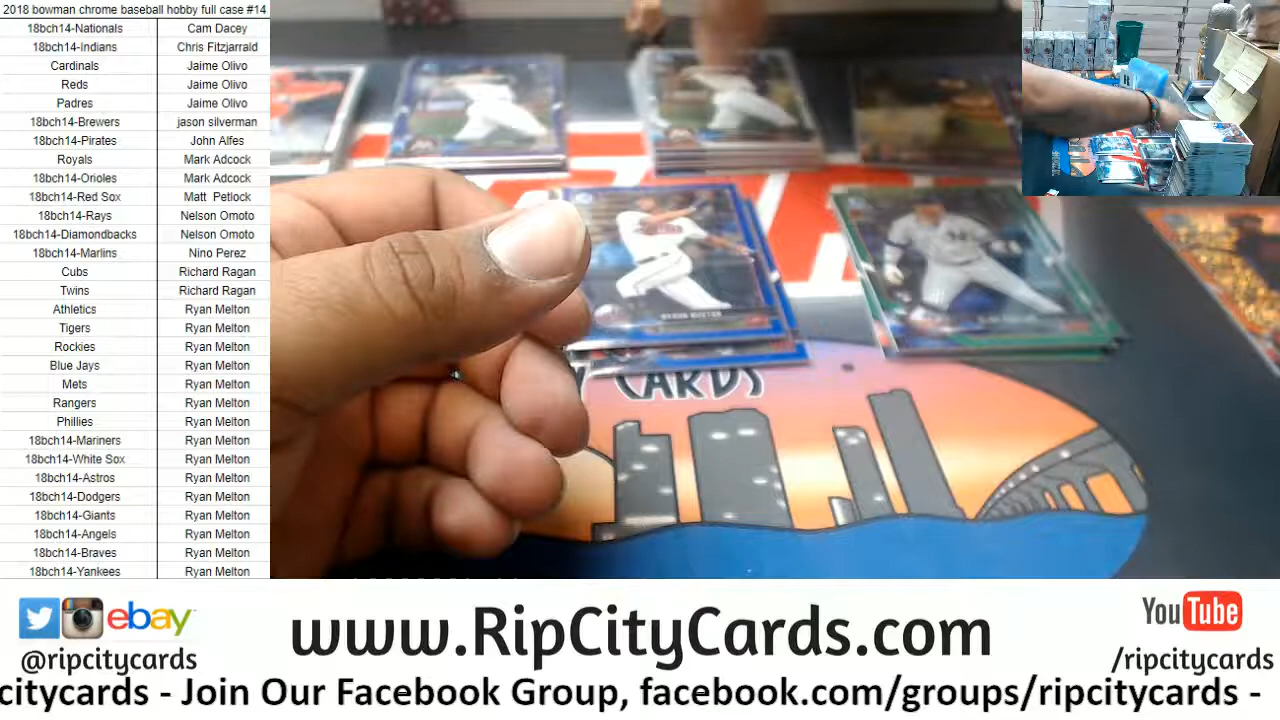 2018 bowman chrome baseball hobby full case #14
18bch14-Nationals Cam Dacey
18bch14-Indians Chris Fitzjarrald
Cardinals Jaime Olivo
Reds Jaime Olivo
Padres Jaime Olivo
18bch14-Brewers jason silverman
18bch14-Pirates John Alfes
Royals Mark Adcock
18bch14-Orioles Mark Adcock
18bch14-Red Sox Matt Petlock
18bch14-Rays Nelson Omoto
18bch14-Diamondbacks Nelson Omoto
18bch14-Marlins Nino Perez
Cubs Richard Ragan
Twins Richard Ragan
Athletics Ryan Melton
Tigers Ryan Melton
Rockies Ryan Melton
Blue Jays Ryan Melton
Mets Ryan Melton
Rangers Ryan Melton
Phillies Ryan Melton
18bch14-Mariners Ryan Melton
18bch14-White Sox Ryan Melton
18bch14-Astros Ryan Melton
18bch14-Dodgers Ryan Melton
18bch14-Giants Ryan Melton
18bch14-Angels Ryan Melton
18bch14-Braves Ryan Melton
18bch14-Yankees Ryan Melton
BYRON BUXTON
CARDS
ebay
@ripcitycards
www.RipCityCards.com
YouTube
/ripcitycards
citycards - Join Our Facebook Group, facebook.com/groups/ripcitycards -